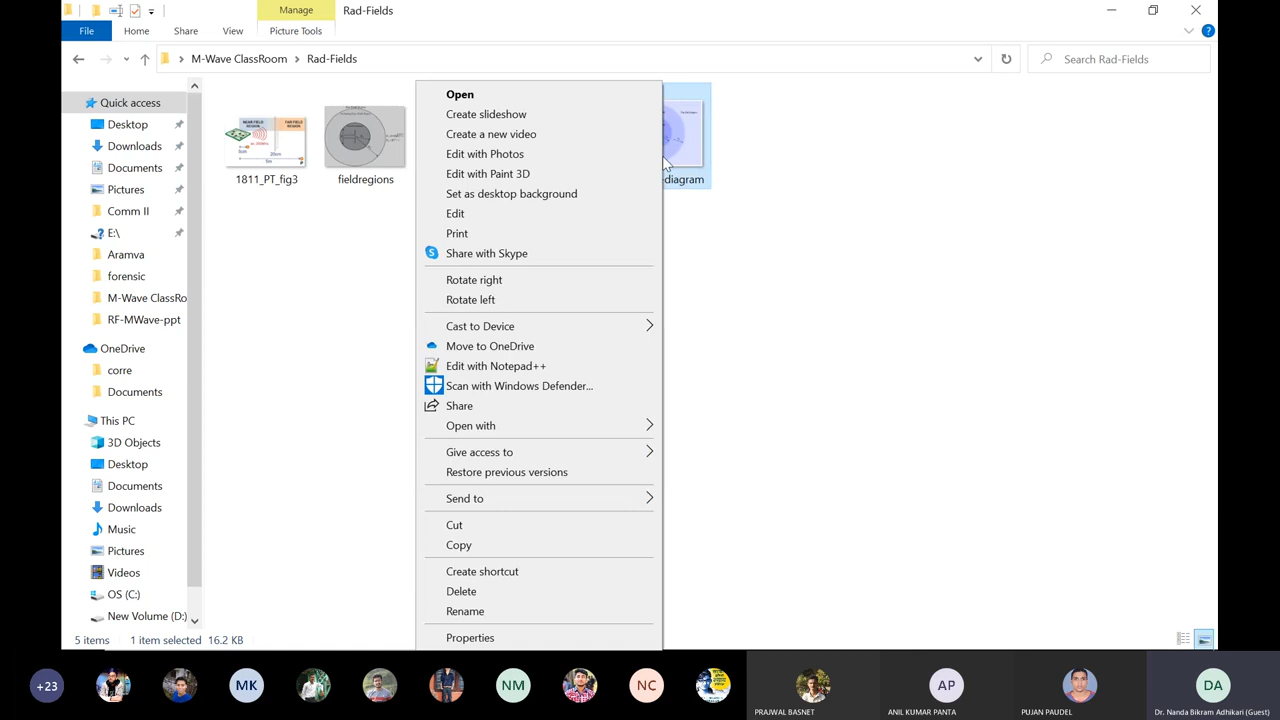 Manage
Rad-Fields
File
Home
Share
View
Picture Tools
M-Wave ClassRoom
Rad-Fields
Search Rad-Fields
Quick access
Desktop
Downloads
Documents
Pictures
Comm II
E:\
Aramva
forensic
M-Wave ClassRo
RF-MWave-ppt
OneDrive
corre
Documents
This PC
3D Objects
Desktop
Documents
Downloads
Music
Pictures
Videos
OS (C:)
New Volume (D:)
NEAR FIELD REGION
FAR FIELD REGION
1811_PT_fig3
fieldregions
diagram
Open
Create slideshow
Create a new video
Edit with Photos
Edit with Paint 3D
Set as desktop background
Edit
Print
Share with Skype
Rotate right
Rotate left
Cast to Device
Move to OneDrive
Edit with Notepad++
Scan with Windows Defender...
Share
Open with
Give access to
Restore previous versions
Send to
Cut
Copy
Create shortcut
Delete
Rename
Properties
5 items
1 item selected 16.2 KB
+23
MK
NM
NC
AP
DA
PRAJWAL BASNET
ANIL KUMAR PANTA
PUJAN PAUDEL
Dr. Nanda Bikram Adhikari (Guest)